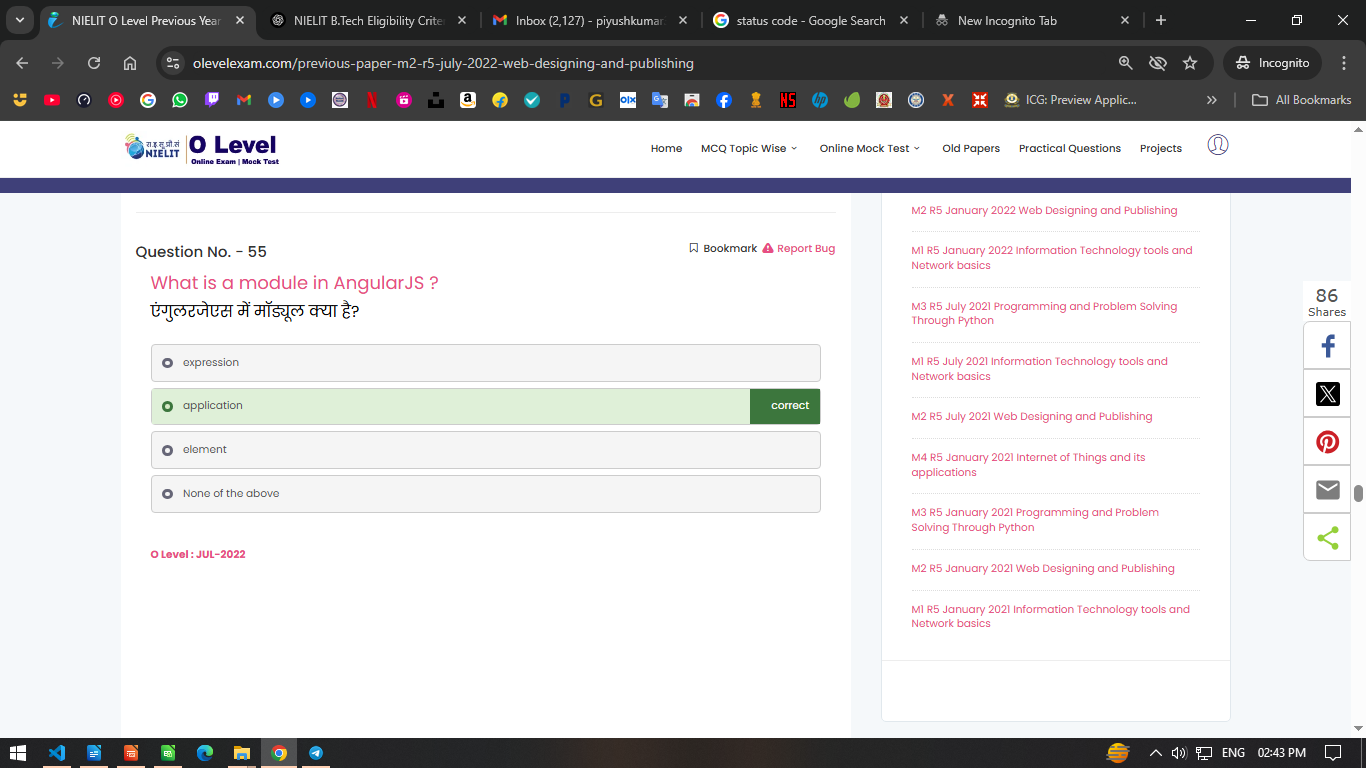 NIELIT O Level Previous Year
NIELIT B.Tech Eligibility Crite
Inbox (2,127) - piyushkumar
status code - Google Search
New Incognito Tab
olevelexam.com/previous-paper-m2-r5-july-2022-web-designing-and-publishing
Incognito
ICG: Preview Applic...
All Bookmarks
रा.इ.सू.प्रौ.सं
NIELIT
O Level
Online Exam | Mock Test
Home
MCQ Topic Wise
Online Mock Test
Old Papers
Practical Questions
Projects
Question No. - 55
Bookmark
Report Bug
What is a module in AngularJS ?
एंगुलरजेएस में मॉड्यूल क्या है?
expression
application
correct
element
None of the above
O Level : JUL-2022
M2 R5 January 2022 Web Designing and Publishing
M1 R5 January 2022 Information Technology tools and
Network basics
M3 R5 July 2021 Programming and Problem Solving
Through Python
M1 R5 July 2021 Information Technology tools and
Network basics
M2 R5 July 2021 Web Designing and Publishing
M4 R5 January 2021 Internet of Things and its
applications
M3 R5 January 2021 Programming and Problem
Solving Through Python
M2 R5 January 2021 Web Designing and Publishing
M1 R5 January 2021 Information Technology tools and
Network basics
86
Shares
ENG
02:43 PM